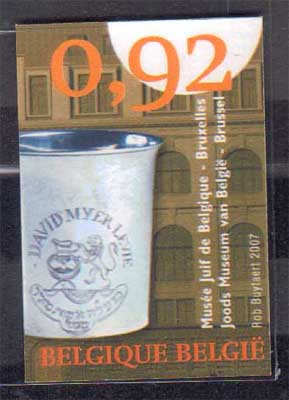 0,92
Musée Juif de Belgique - Bruxelles
Joods Museum van België - Brussel
Rob Buytaert 2007
DAVID MYER
BELGIQUE BELGIË